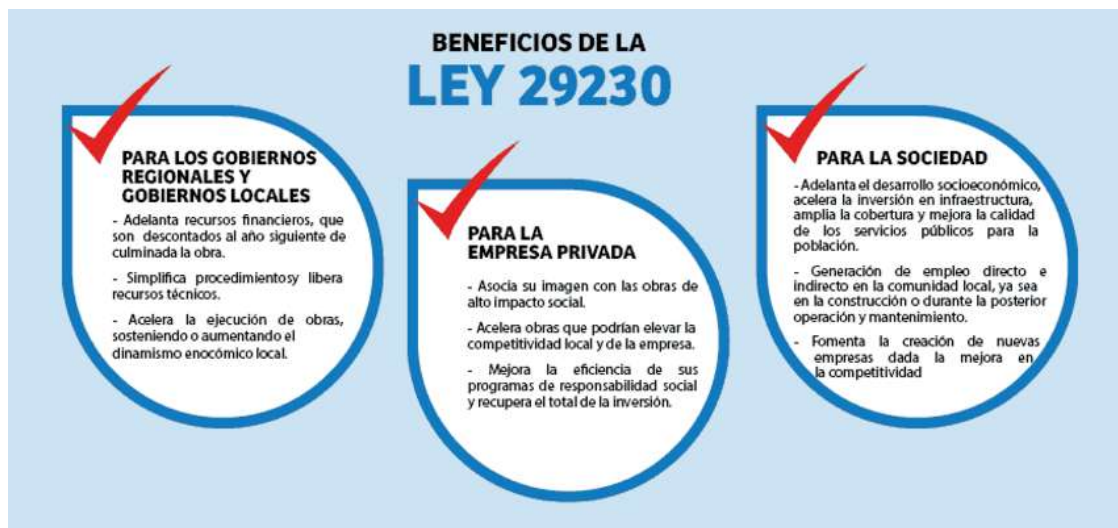 BENEFICIOS DE LA
LEY 29230
PARA LOS GOBIERNOS
REGIONALES Y
GOBIERNOS LOCALES
- Adelanta recursos financieros, que
son descontados al año siguiente de
culminada la obra.
- Simplifica procedimientosy libera
recursos técnicos.
- Acelera la ejecución de obras,
sosteniendo o aumentando el
dinamismo enocómico local.
PARA LA
EMPRESA PRIVADA
- Asocia su imagen con las obras de
alto impacto social.
- Acelera obras que podrían elevar la
competitividad local y de la empresa.
- Mejora la eficiencia de sus
programas de responsabilidad social
y recupera el total de la inversión.
PARA LA SOCIEDAD
- Adelanta el desarrollo socioeconómico,
acelera la inversión en infraestructura,
amplia la cobertura y mejora la calidad
de los servicios públicos para la
población.
- Generación de empleo directo e
indirecto en la comunidad local, ya sea
en la construcción o durante la posterior
operación y mantenimiento.
- Fomenta la creación de nuevas
empresas dada la mejora en
la competitividad